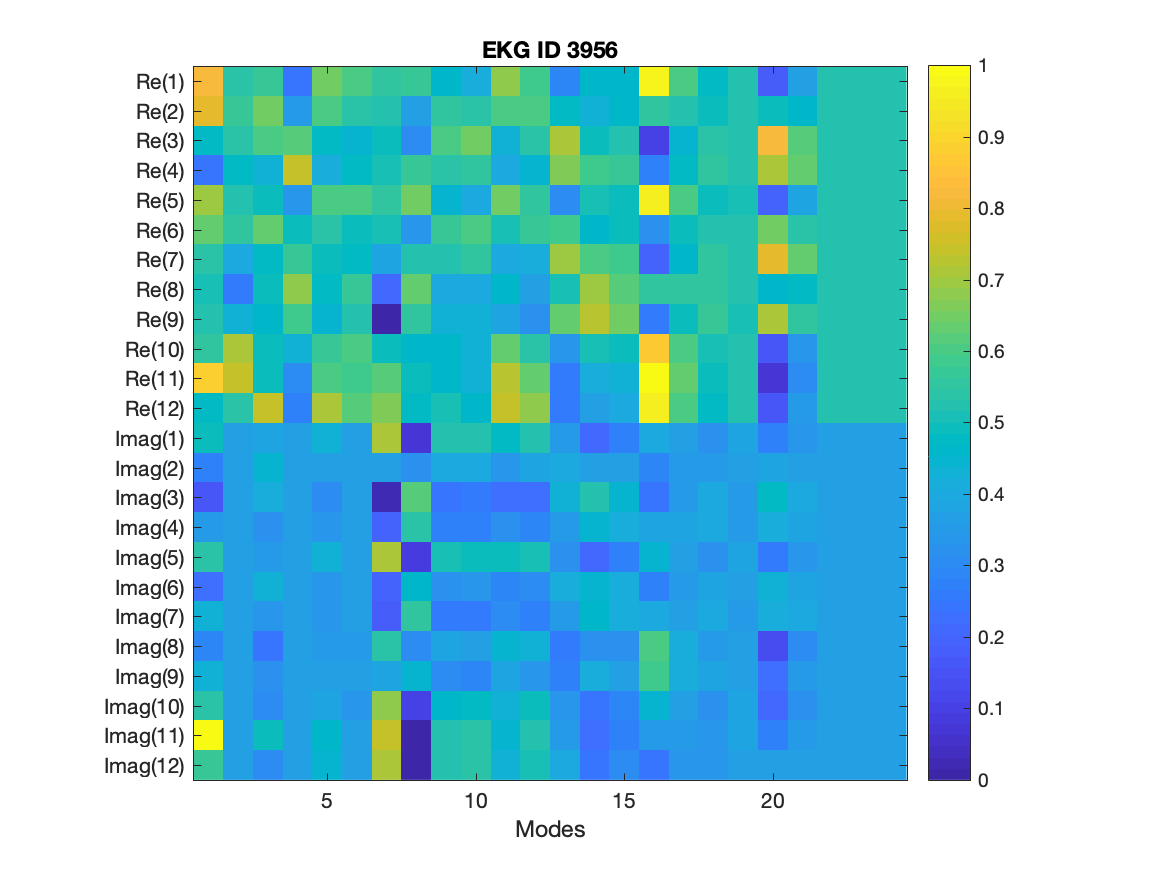 EKG ID 3956
Re(1)
Re(2)
Re(3)
Re(4)
Re(5)
Re(6)
Re(7)
Re(8)
Re(9)
Re(10)
Re(11)
Re(12)
Imag(1)
Imag(2)
Imag(3)
Imag(4)
Imag(5)
Imag(6)
Imag(7)
Imag(8)
Imag(9)
Imag(10)
Imag(11)
Imag(12)
5 10 15 20
Modes
1
0.9
0.8
0.7
0.6
0.5
0.4
0.3
0.2
0.1
0